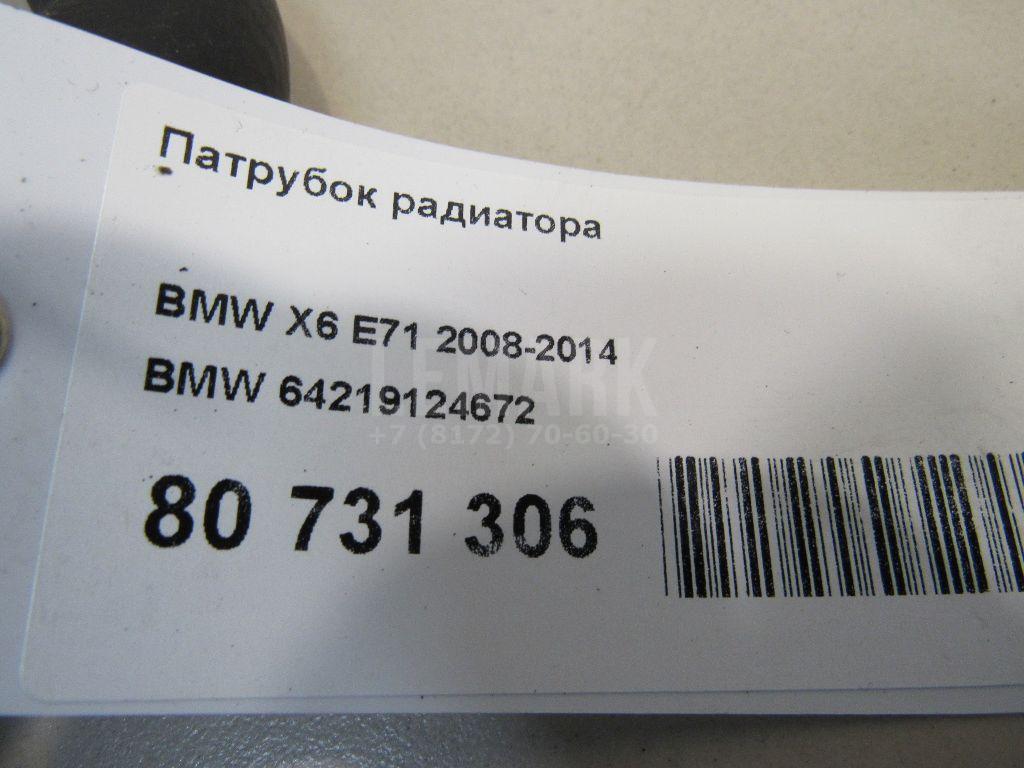 Патрубок радиатора
BMW X6 E71 2008-2014
BMW 64219124672
LEMARK
+7 (8172) 70-60-30
80 731 306